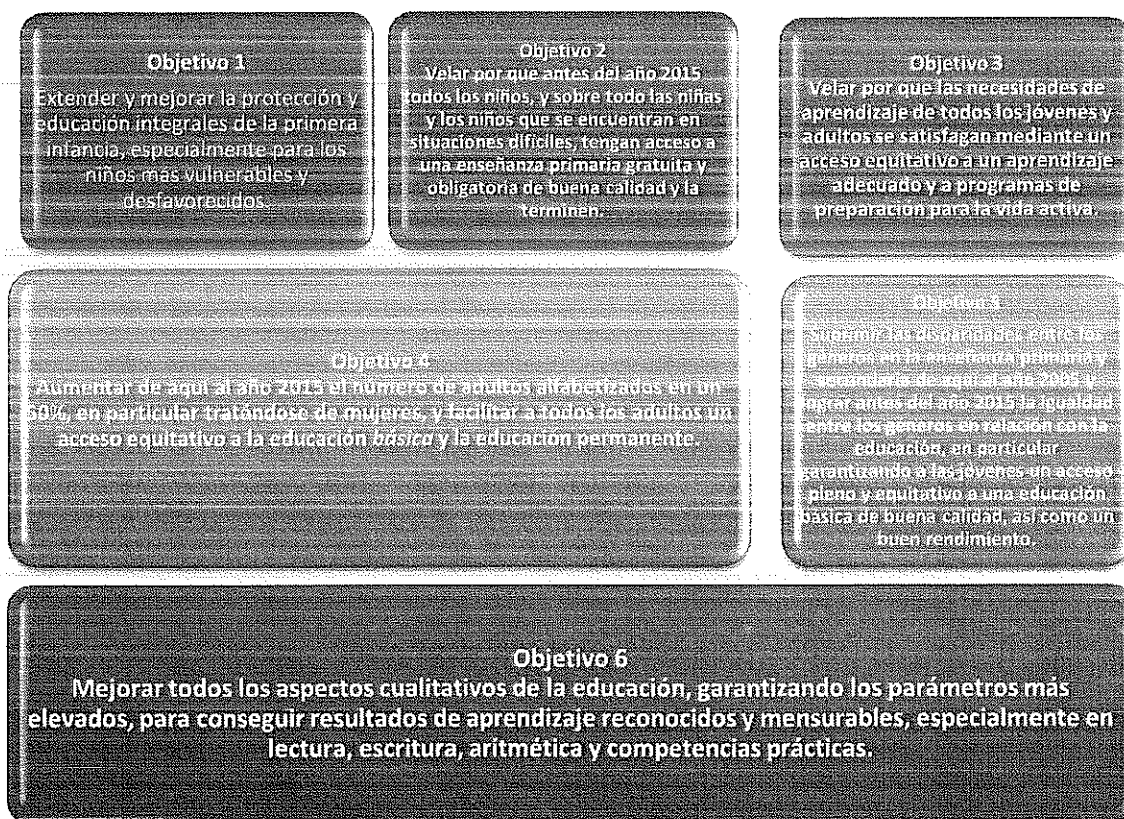 Objetivo 1
Extender y mejorar la protección y
educación integrales de la primera
infancia, especialmente para los
niños más vulnerables y
desfavorecidos.
Objetivo 2
Velar por que antes del año 2015
todos los niños, y sobre todo las niñas
y los niños que se encuentran en
situaciones difíciles, tengan acceso a
una enseñanza primaria gratuita y
obligatoria de buena calidad y la
terminen.
Objetivo 3
Velar por que las necesidades de
aprendizaje de todos los jóvenes y
adultos se satisfagan mediante un
acceso equitativo a un aprendizaje
adecuado y a programas de
preparación para la vida activa.
Objetivo 4
Aumentar de aquí al año 2015 el número de adultos alfabetizados en un
50%, en particular tratándose de mujeres, y facilitar a todos los adultos un
acceso equitativo a la educación básica y la educación permanente.
Objetivo 5
Suprimir las disparidades entre los
géneros en la enseñanza primaria y
secundaria de aquí al año 2005 y
lograr antes del año 2015 la igualdad
entre los géneros en relación con la
educación, en particular
garantizando a las jóvenes un acceso
pleno y equitativo a una educación
básica de buena calidad, así como un
buen rendimiento.
Objetivo 6
Mejorar todos los aspectos cualitativos de la educación, garantizando los parámetros más
elevados, para conseguir resultados de aprendizaje reconocidos y mensurables, especialmente en
lectura, escritura, aritmética y competencias prácticas.